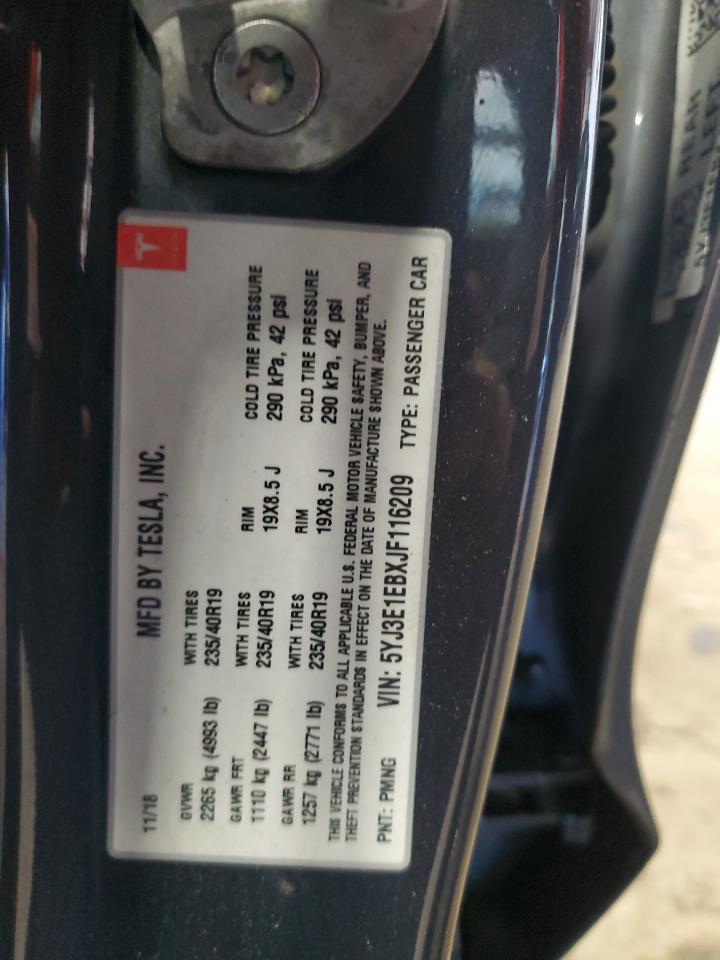 11/18 MFD BY TESLA, INC.
GVWR WITH TIRES
2265 kg (4993 lb) 235/40R19
GAWR FRT WITH TIRES RIM COLD TIRE PRESSURE
1110 kg (2447 lb) 235/40R19 19X8.5 J 290 kPa, 42 psi
GAWR RR WITH TIRES RIM COLD TIRE PRESSURE
1257 kg (2771 lb) 235/40R19 19X8.5 J 290 kPa, 42 psi
THIS VEHICLE CONFORMS TO ALL APPLICABLE U.S. FEDERAL MOTOR VEHICLE SAFETY, BUMPER, AND
THEFT PREVENTION STANDARDS IN EFFECT ON THE DATE OF MANUFACTURE SHOWN ABOVE.
PNT: PMNG VIN: 5YJ3E1EBXJF116209 TYPE: PASSENGER CAR
REAR
LEFT